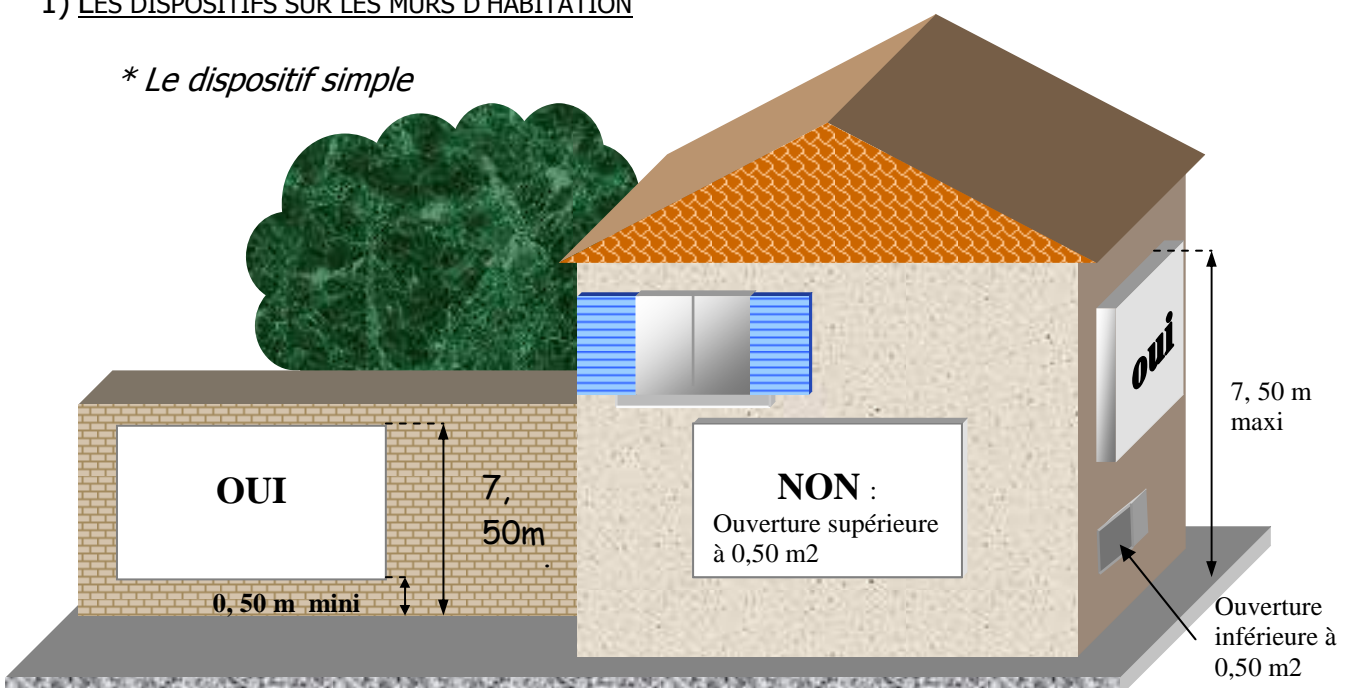 1) LES DISPOSITIFS SUR LES MURS D'HABITATION
* Le dispositif simple
oui
7, 50 m
maxi
OUI
7,
50m
.
NON :
Ouverture supérieure
à 0,50 m2
0, 50 m mini
Ouverture
inférieure à
0,50 m2